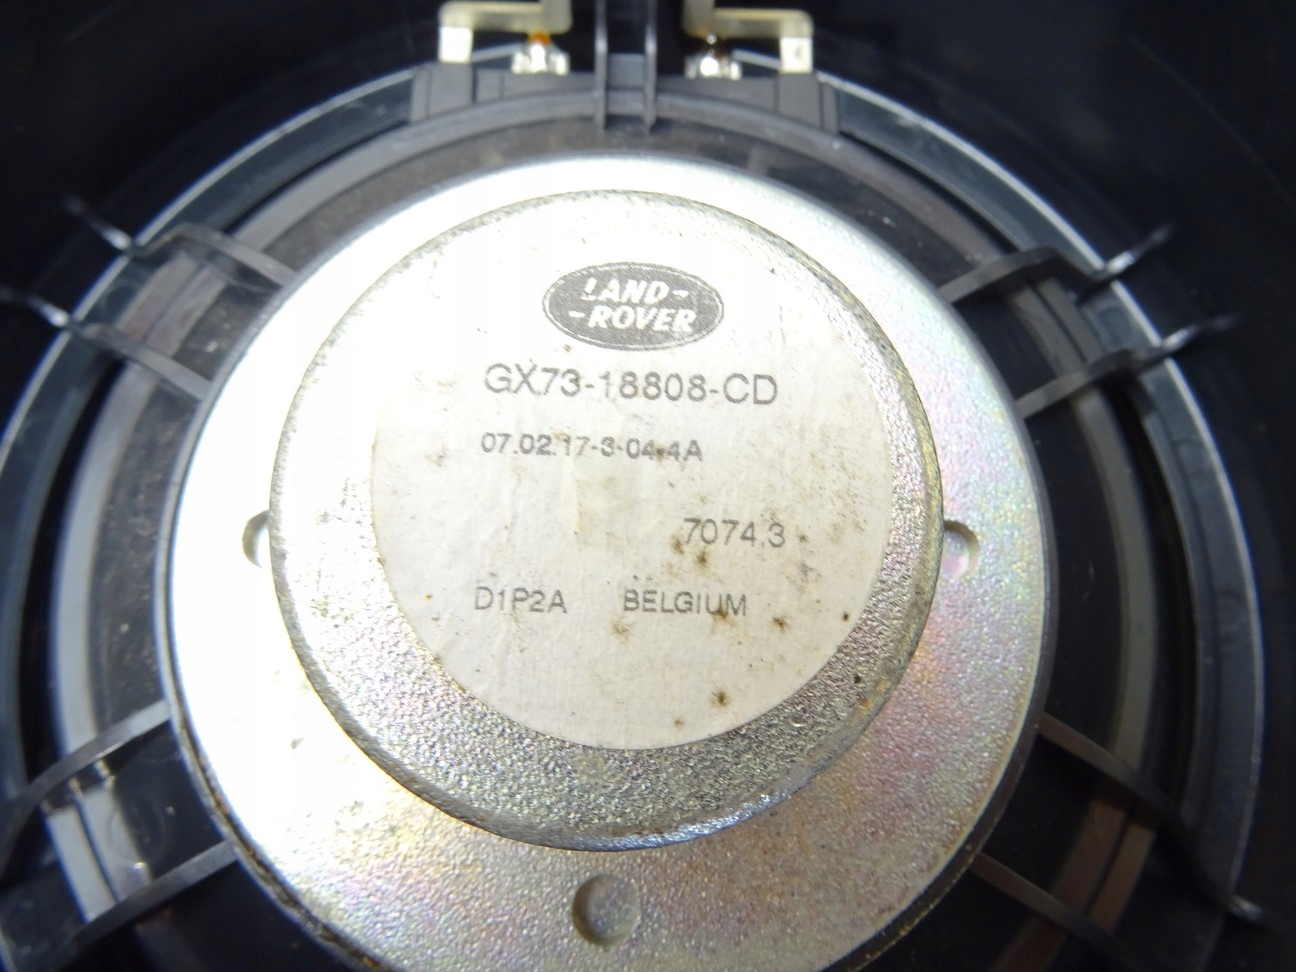 LAND-
-ROVER
GX73-18808-CD
07.02.17-3-04-4A
7074.3
D1P2A BELGIUM